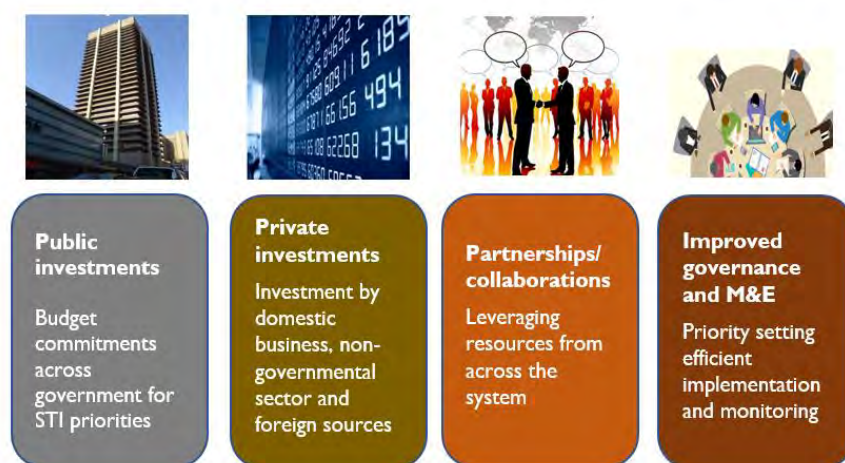 Public
investments
Budget
commitments
across
government for
STI priorities
Private
investments
Investment by
domestic
business, non-
governmental
sector and
foreign sources
Partnerships/
collaborations
Leveraging
resources from
across the
system
Improved
governance
and M&E
Priority setting
efficient
implementation
and monitoring